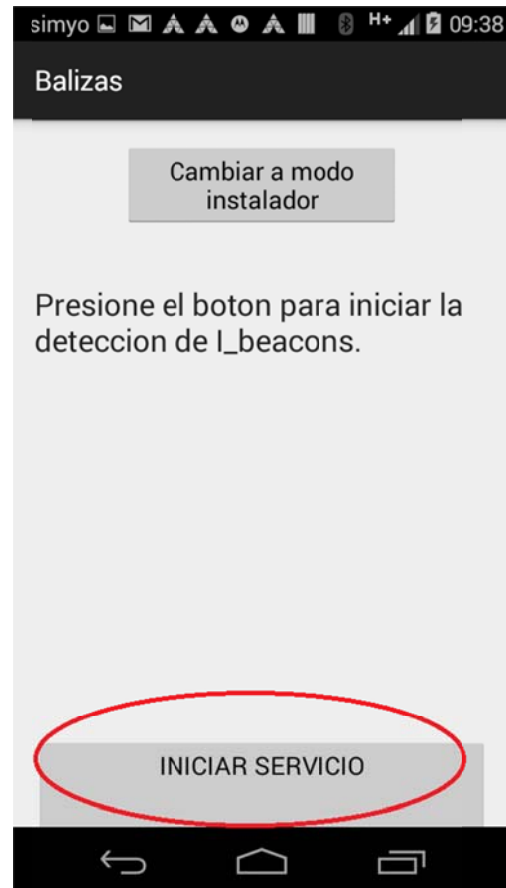 simyo H+ 09:38
Balizas
Cambiar a modo
instalador
Presione el boton para iniciar la
deteccion de I_beacons.
INICIAR SERVICIO